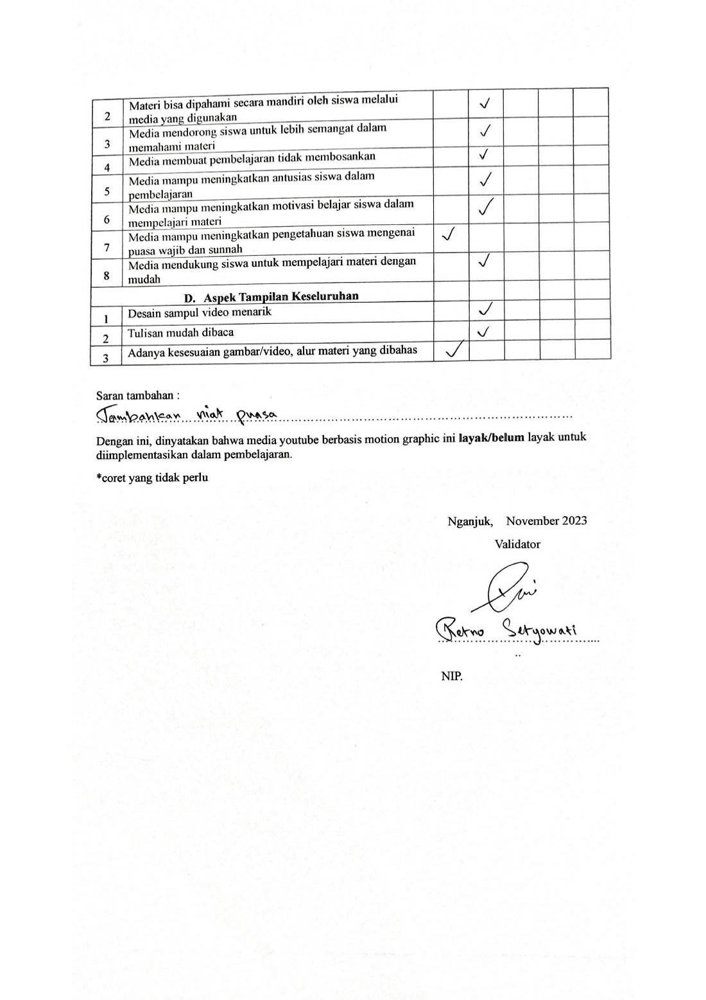 2 Materi bisa dipahami secara mandiri oleh siswa melalui
media yang digunakan ✓
3 Media mendorong siswa untuk lebih semangat dalam
memahami materi ✓
4 Media membuat pembelajaran tidak membosankan ✓
5 Media mampu meningkatkan antusias siswa dalam
pembelajaran ✓
6 Media mampu meningkatkan motivasi belajar siswa dalam
mempelajari materi ✓
7 Media mampu meningkatkan pengetahuan siswa mengenai
puasa wajib dan sunnah ✓
8 Media mendukung siswa untuk mempelajari materi dengan
mudah ✓
D. Aspek Tampilan Keseluruhan
1 Desain sampul video menarik ✓
2 Tulisan mudah dibaca ✓
3 Adanya kesesuaian gambar/video, alur materi yang dibahas ✓
Saran tambahan :
Tambahkan niat puasa
Dengan ini, dinyatakan bahwa media youtube berbasis motion graphic ini layak/belum layak untuk
diimplementasikan dalam pembelajaran.
*coret yang tidak perlu
Nganjuk, November 2023
Validator
Retno Setyowati
NIP.